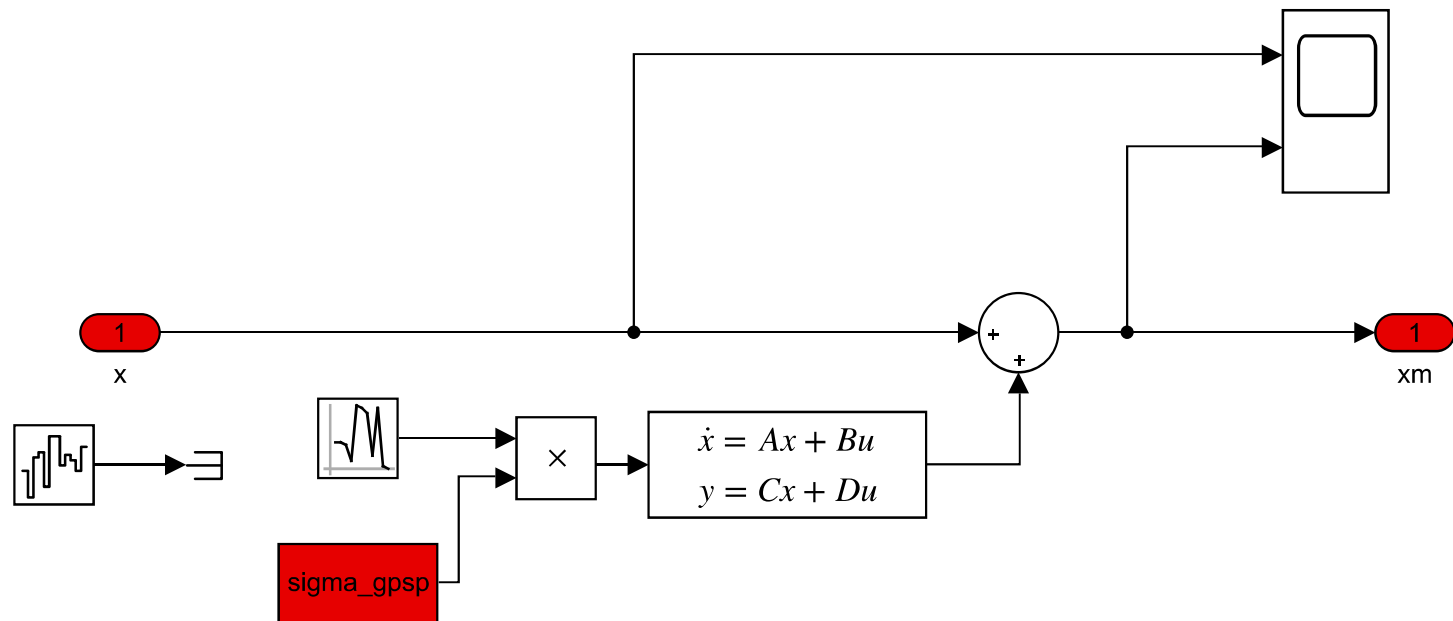 1
x
1
xm
+
+
×
ẋ = Ax + Bu
y = Cx + Du
sigma_gpsp